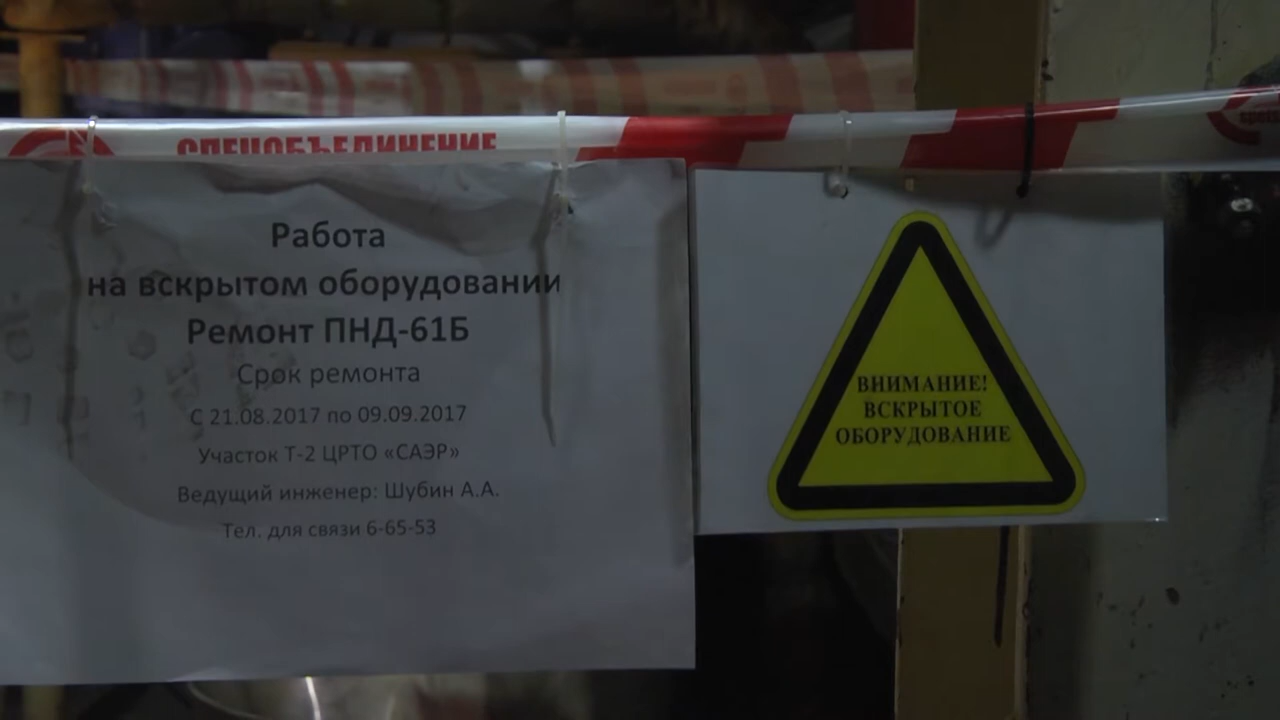 СПЕЦОБЪЕДИНЕНИЕ
Работа
на вскрытом оборудовании
Ремонт ПНД-61Б
Срок ремонта
С 21.08.2017 по 09.09.2017
Участок Т-2 ЦРТО «САЭР»
Ведущий инженер: Шубин А.А.
Тел. для связи 6-65-53
ВНИМАНИЕ!
ВСКРЫТОЕ
ОБОРУДОВАНИЕ